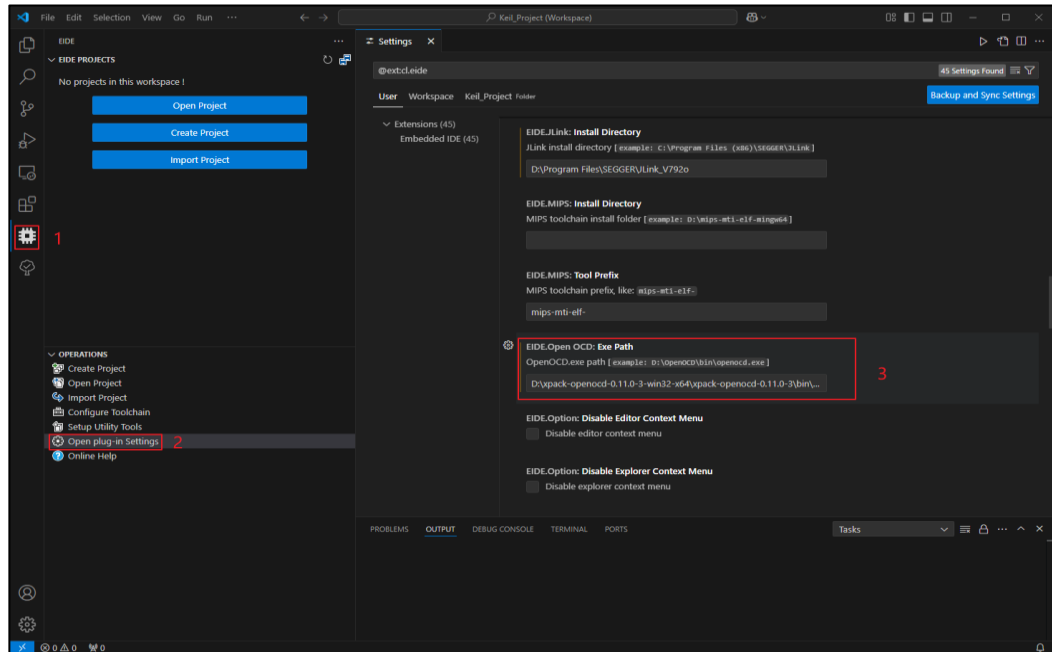 File Edit Selection View Go Run ... Keil_Project (Workspace)
EIDE
EIDE PROJECTS
No projects in this workspace !
Open Project
Create Project
Import Project
1
OPERATIONS
Create Project
Open Project
Import Project
Configure Toolchain
Setup Utility Tools
Open plug-in Settings 2
Online Help
Settings
@ext:cl.eide
45 Settings Found
User Workspace Keil_Project Folder
Backup and Sync Settings
Extensions (45)
Embedded IDE (45)
EIDE.JLink: Install Directory
JLink install directory [example: C:\Program Files (x86)\SEGGER\JLink]
D:\Program Files\SEGGER\JLink_V792o
EIDE.MIPS: Install Directory
MIPS toolchain install folder [example: D:\mips-mti-elf-mingw64]
EIDE.MIPS: Tool Prefix
MIPS toolchain prefix, like: mips-mti-elf-
mips-mti-elf-
EIDE.Open OCD: Exe Path
OpenOCD.exe path [example: D:\OpenOCD\bin\openocd.exe]
D:\xpack-openocd-0.11.0-3-win32-x64\xpack-openocd-0.11.0-3\bin\...
3
EIDE.Option: Disable Editor Context Menu
Disable editor context menu
EIDE.Option: Disable Explorer Context Menu
Disable explorer context menu
PROBLEMS OUTPUT DEBUG CONSOLE TERMINAL PORTS
Tasks
0 0 0